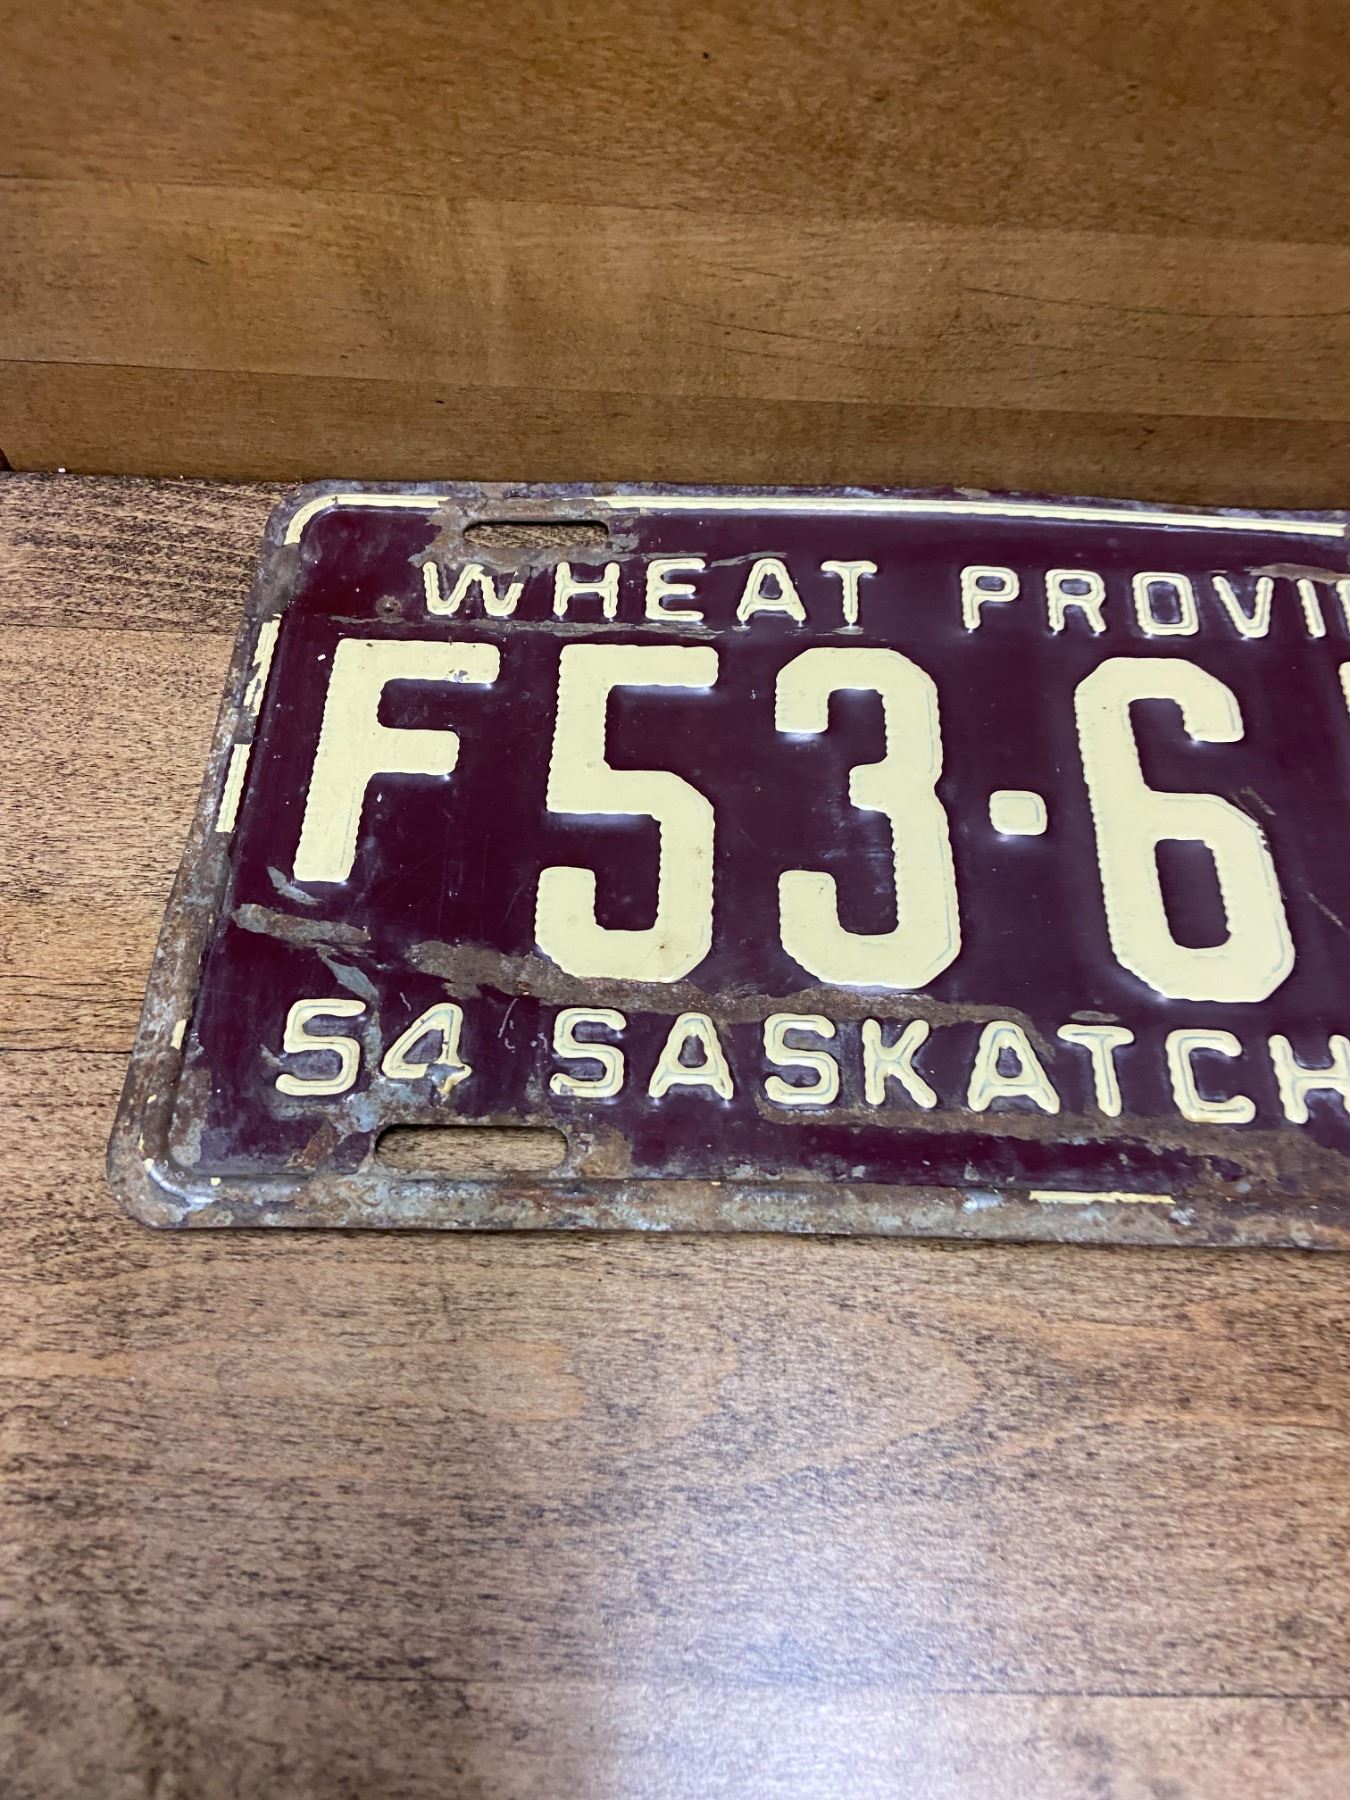 WHEAT PROVI
F53·6
54 SASKATCH